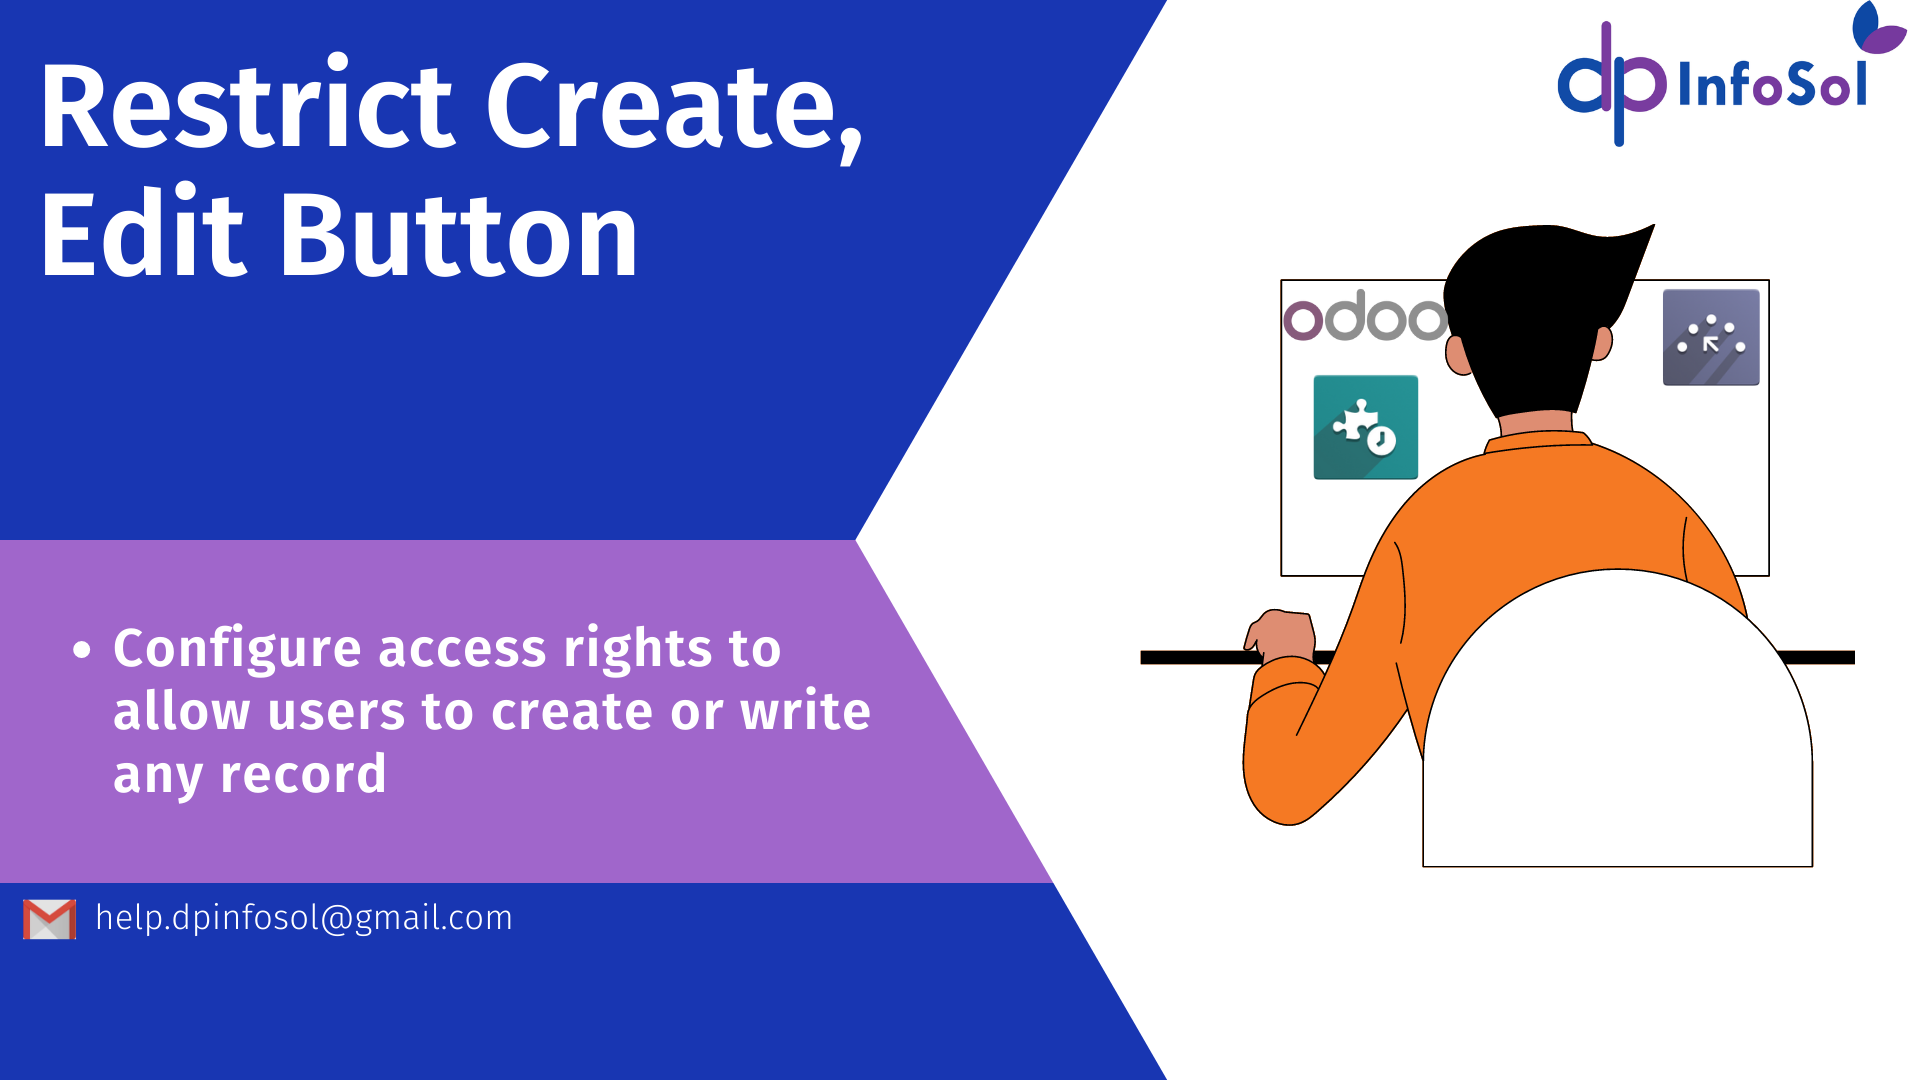 Restrict Create,
Edit Button
dp InfoSol
odoo
• Configure access rights to
allow users to create or write
any record
help.dpinfosol@gmail.com